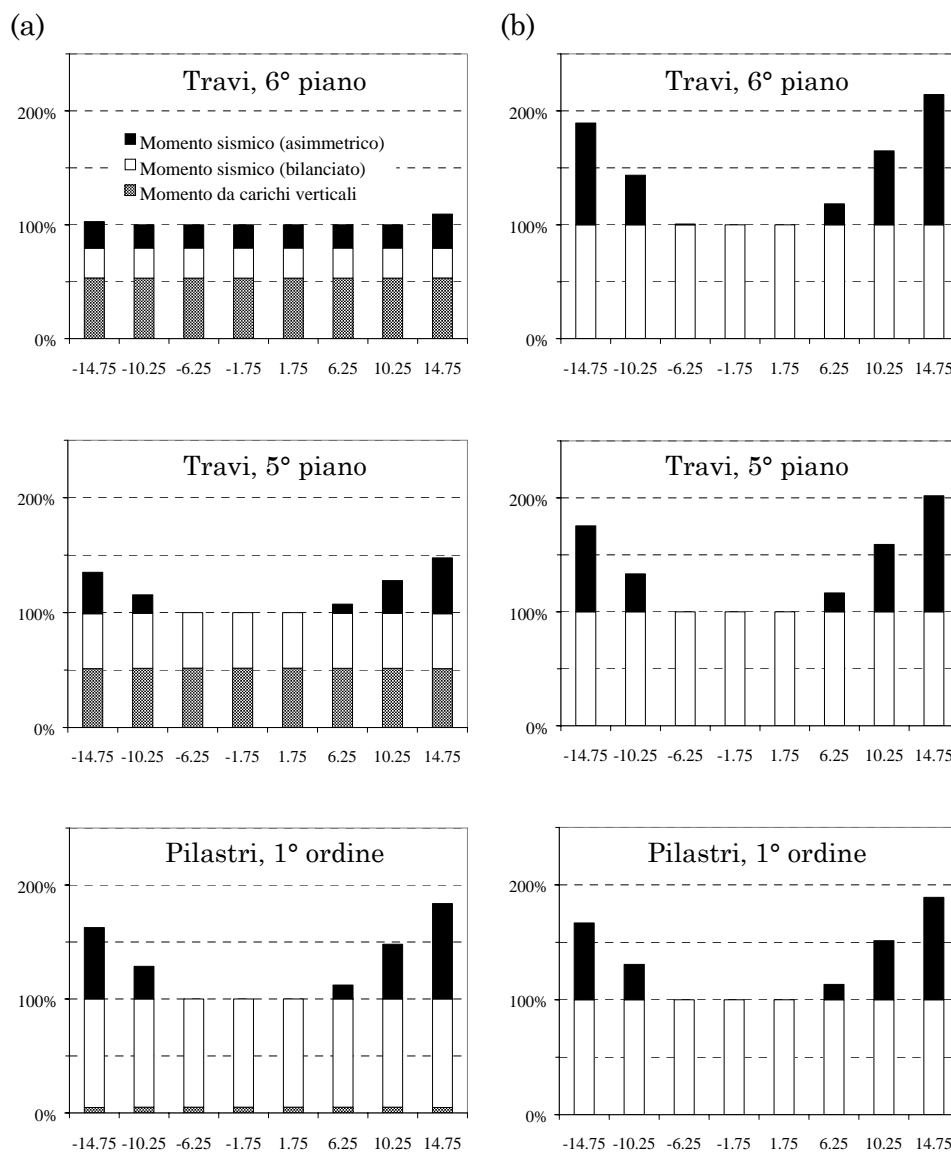 (a)
(b)
Travi, 6° piano
200%
Momento sismico (asimmetrico)
Momento sismico (bilanciato)
Momento da carichi verticali
100%
0%
-14.75 -10.25 -6.25 -1.75 1.75 6.25 10.25 14.75
Travi, 6° piano
200%
100%
0%
-14.75 -10.25 -6.25 -1.75 1.75 6.25 10.25 14.75
Travi, 5° piano
200%
100%
0%
-14.75 -10.25 -6.25 -1.75 1.75 6.25 10.25 14.75
Travi, 5° piano
200%
100%
0%
-14.75 -10.25 -6.25 -1.75 1.75 6.25 10.25 14.75
Pilastri, 1° ordine
200%
100%
0%
-14.75 -10.25 -6.25 -1.75 1.75 6.25 10.25 14.75
Pilastri, 1° ordine
200%
100%
0%
-14.75 -10.25 -6.25 -1.75 1.75 6.25 10.25 14.75